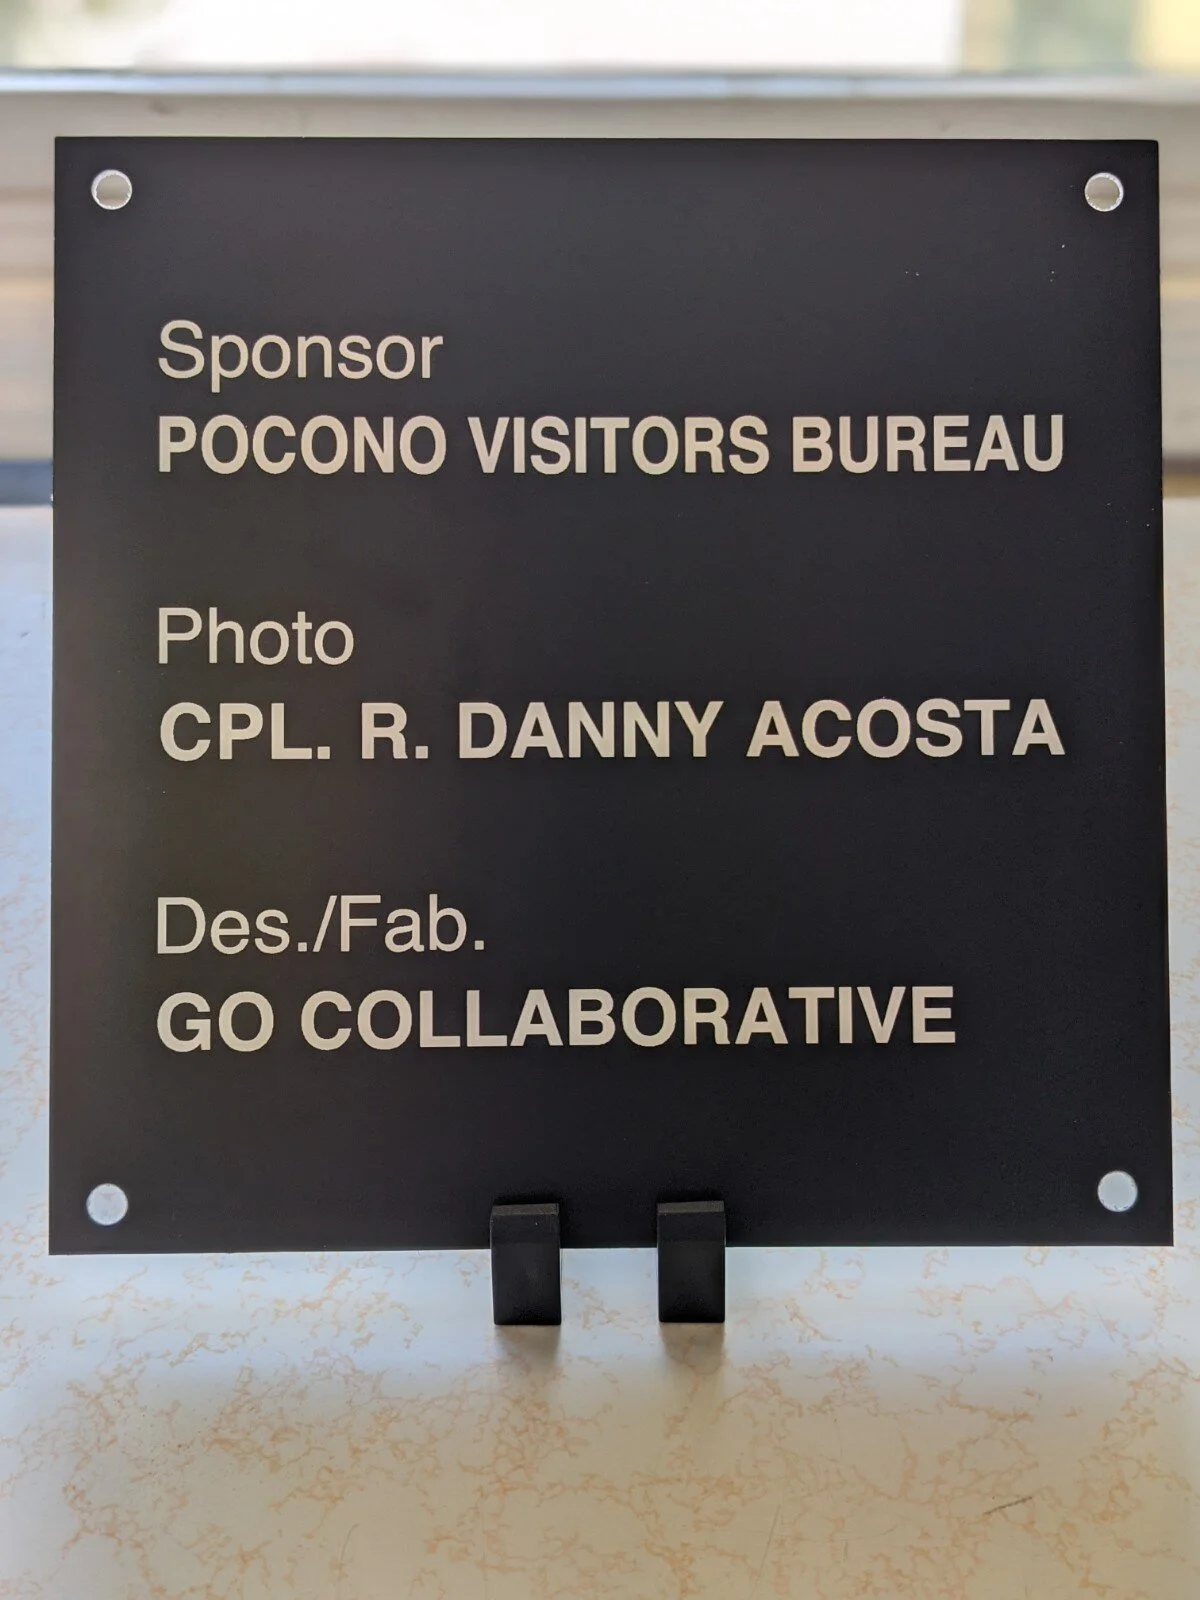 Sponsor
POCONO VISITORS BUREAU
Photo
CPL. R. DANNY ACOSTA
Des./Fab.
GO COLLABORATIVE